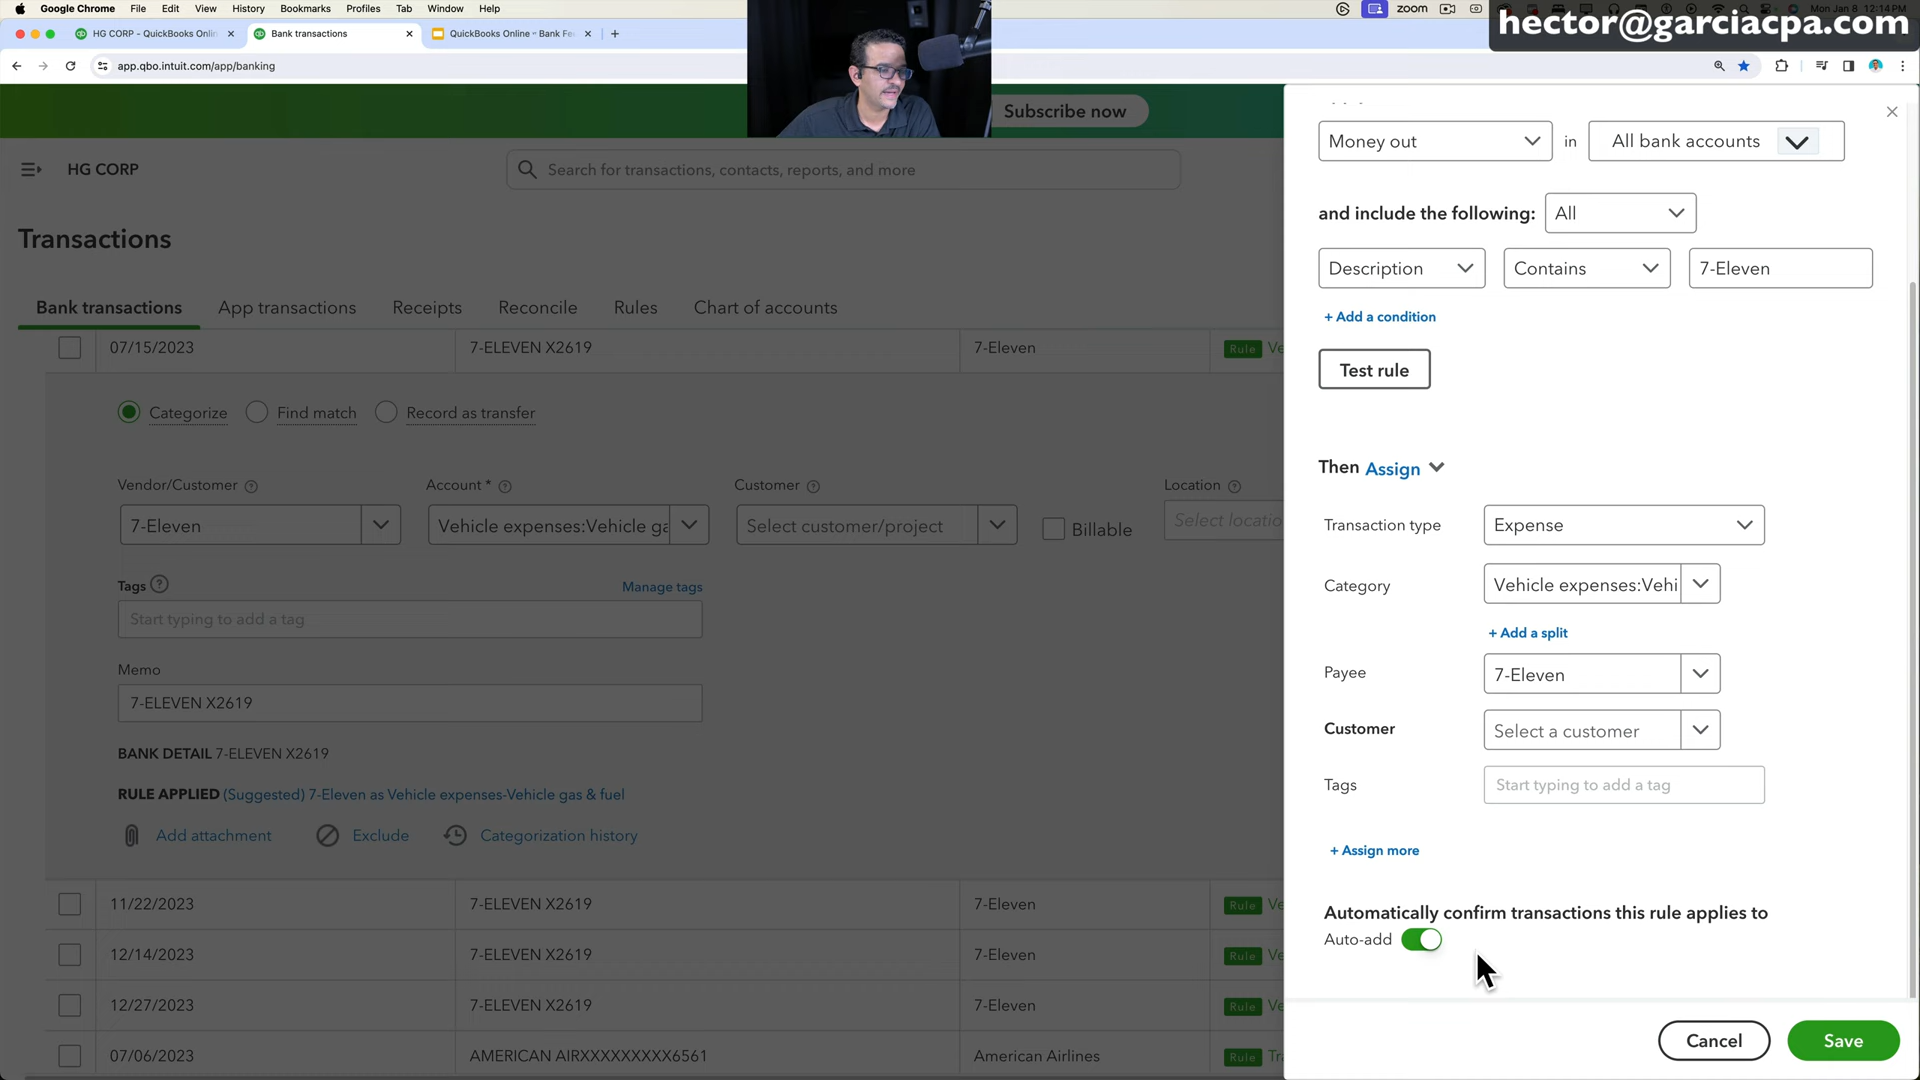 Google Chrome File Edit View History Bookmarks Profiles Tab Window Help
zoom
Mon Jan 8 12:14 PM
hector@garciacpa.com
HG CORP - QuickBooks Onlin
Bank transactions
QuickBooks Online - Bank Fe
app.qbo.intuit.com/app/banking
Subscribe now
HG CORP
Search for transactions, contacts, reports, and more
Transactions
Bank transactions App transactions Receipts Reconcile Rules Chart of accounts
07/15/2023 7-ELEVEN X2619 7-Eleven Rule Ve
Categorize Find match Record as transfer
Vendor/Customer Account * Customer Location
7-Eleven Vehicle expenses:Vehicle ga Select customer/project Billable Select locatio
Tags Manage tags
Start typing to add a tag
Memo
7-ELEVEN X2619
BANK DETAIL 7-ELEVEN X2619
RULE APPLIED (Suggested) 7-Eleven as Vehicle expenses-Vehicle gas & fuel
Add attachment Exclude Categorization history
11/22/2023 7-ELEVEN X2619 7-Eleven Rule Ve
12/14/2023 7-ELEVEN X2619 7-Eleven Rule Ve
12/27/2023 7-ELEVEN X2619 7-Eleven Rule Ve
07/06/2023 AMERICAN AIRXXXXXXXXX6561 American Airlines Rule Tra
Money out in All bank accounts
and include the following: All
Description Contains 7-Eleven
+ Add a condition
Test rule
Then Assign
Transaction type Expense
Category Vehicle expenses:Vehi
+ Add a split
Payee 7-Eleven
Customer Select a customer
Tags Start typing to add a tag
+ Assign more
Automatically confirm transactions this rule applies to
Auto-add
Cancel Save